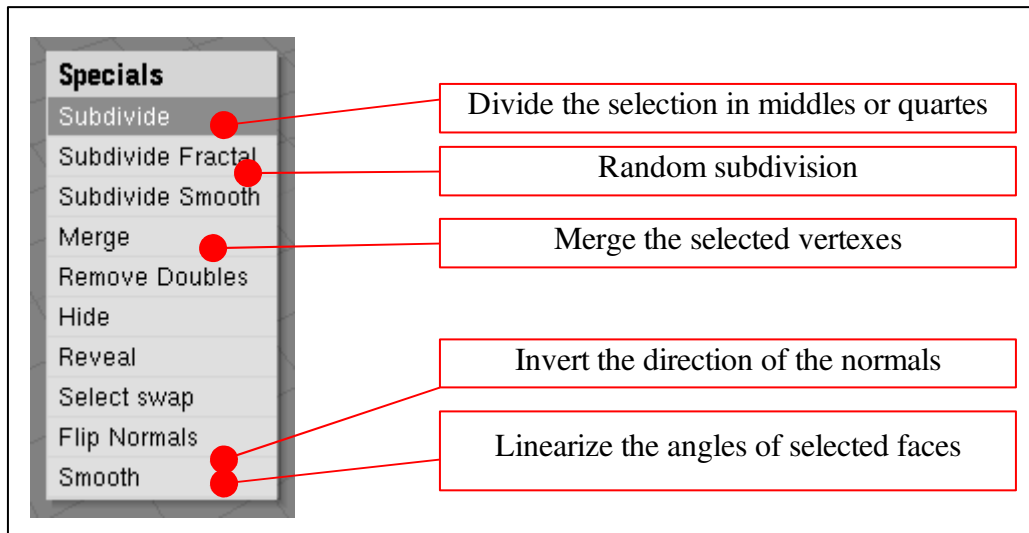 Specials
Subdivide
Subdivide Fractal
Subdivide Smooth
Merge
Remove Doubles
Hide
Reveal
Select swap
Flip Normals
Smooth
Divide the selection in middles or quartes
Random subdivision
Merge the selected vertexes
Invert the direction of the normals
Linearize the angles of selected faces